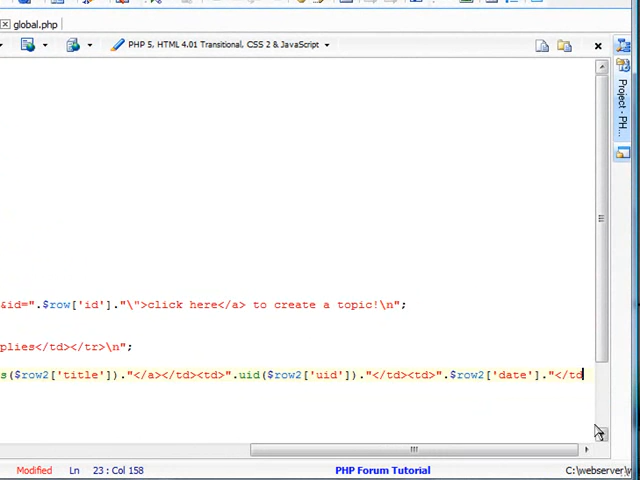 global.php
PHP 5, HTML 4.01 Transitional, CSS 2 & JavaScript
Project - PH
&id=".$row['id']."\">click here</a> to create a topic!\n";
plies</td></tr>\n";
s($row2['title'])."</a></td><td>".uid($row2['uid'])."</td><td>".$row2['date']."</td
Modified Ln 23 : Col 158 PHP Forum Tutorial C:\webserver\